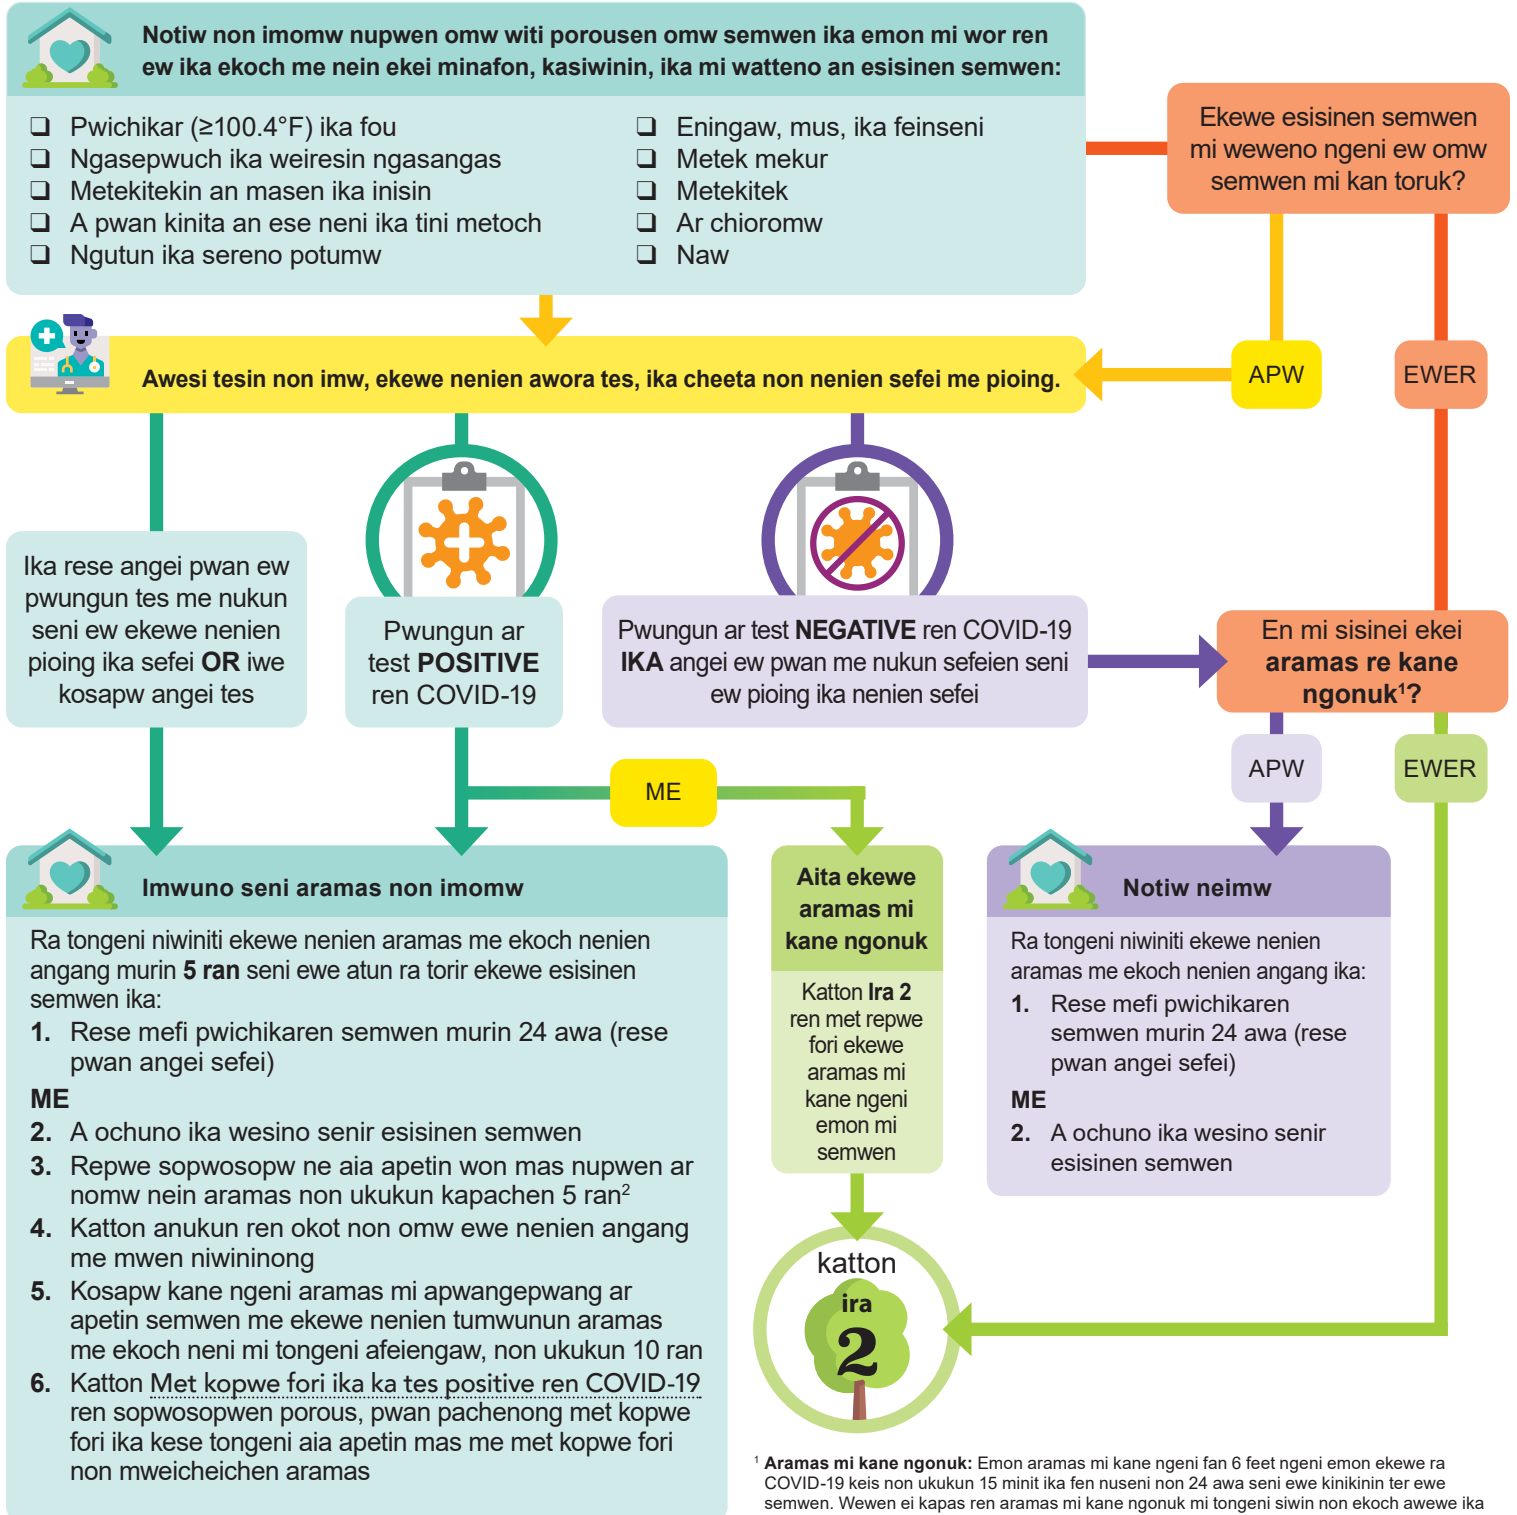 Notiw non imomw nupwen omw witi porousen omw semwen ika emon mi wor ren
ew ika ekoch me nein ekei minafon, kasiwinin, ika mi watteno an esisinen semwen:
❑ Pwichikar (≥100.4°F) ika fou
❑ Ngasepwuch ika weiresin ngasangas
❑ Metekitekin an masen ika inisin
❑ A pwan kinita an ese neni ika tini metoch
❑ Ngutun ika sereno potumw
❑ Eningaw, mus, ika feinseni
❑ Metek mekur
❑ Metekitek
❑ Ar chioromw
❑ Naw
Ekewe esisinen semwen
mi weweno ngeni ew omw
semwen mi kan toruk?
APW
EWER
Awesi tesin non imw, ekewe nenien awora tes, ika cheeta non nenien sefei me pioing.
Ika rese angei pwan ew
pwungun tes me nukun
seni ew ekewe nenien
pioing ika sefei OR iwe
kosapw angei tes
Pwungun ar
test POSITIVE
ren COVID-19
Pwungun ar test NEGATIVE ren COVID-19
IKA angei ew pwan me nukun sefeien seni
ew pioing ika nenien sefei
En mi sisinei ekei
aramas re kane
ngonuk¹?
APW
EWER
ME
Imwuno seni aramas non imomw
Ra tongeni niwiniti ekewe nenien aramas me ekoch nenien
angang murin 5 ran seni ewe atun ra torir ekewe esisinen
semwen ika:
1. Rese mefi pwichikaren semwen murin 24 awa (rese
pwan angei sefei)
ME
2. A ochuno ika wesino senir esisinen semwen
3. Repwe sopwosopw ne aia apetin won mas nupwen ar
nomw nein aramas non ukukun kapachen 5 ran²
4. Katton anukun ren okot non omw ewe nenien angang
me mwen niwininong
5. Kosapw kane ngeni aramas mi apwangepwang ar
apetin semwen me ekewe nenien tumwunun aramas
me ekoch neni mi tongeni afeiengaw, non ukukun 10 ran
6. Katton Met kopwe fori ika ka tes positive ren COVID-19
ren sopwosopwen porous, pwan pachenong met kopwe
fori ika kese tongeni aia apetin mas me met kopwe fori
non mweicheichen aramas
Aita ekewe
aramas mi
kane ngonuk
Katton Ira 2
ren met repwe
fori ekewe
aramas mi
kane ngeni
emon mi
semwen
katton
ira
2
Notiw neimw
Ra tongeni niwiniti ekewe nenien
aramas me ekoch nenien angang ika:
1. Rese mefi pwichikaren
semwen murin 24 awa (rese
pwan angei sefei)
ME
2. A ochuno ika wesino senir
esisinen semwen
¹ Aramas mi kane ngonuk: Emon aramas mi kane ngeni fan 6 feet ngeni emon ekewe ra
COVID-19 keis non ukukun 15 minit ika fen nuseni non 24 awa seni ewe kinikinin ter ewe
semwen. Wewen ei kapas ren aramas mi kane ngonuk mi tongeni siwin non ekoch awewe ika